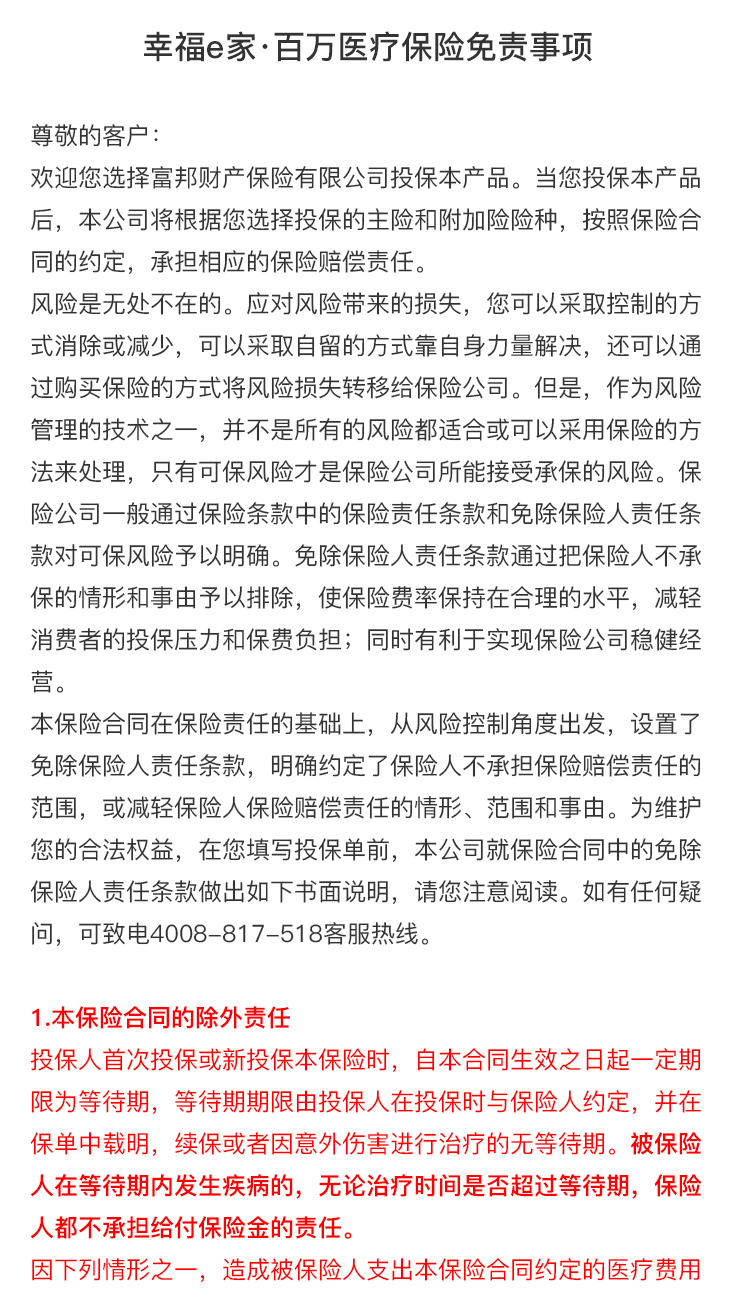 幸福e家·百万医疗保险免责事项
尊敬的客户：
欢迎您选择富邦财产保险有限公司投保本产品。当您投保本产品
后，本公司将根据您选择投保的主险和附加险险种，按照保险合
同的约定，承担相应的保险赔偿责任。
风险是无处不在的。应对风险带来的损失，您可以采取控制的方
式消除或减少，可以采取自留的方式靠自身力量解决，还可以通
过购买保险的方式将风险损失转移给保险公司。但是，作为风险
管理的技术之一，并不是所有的风险都适合或可以采用保险的方
法来处理，只有可保风险才是保险公司所能接受承保的风险。保
险公司一般通过保险条款中的保险责任条款和免除保险人责任条
款对可保风险予以明确。免除保险人责任条款通过把保险人不承
保的情形和事由予以排除，使保险费率保持在合理的水平，减轻
消费者的投保压力和保费负担；同时有利于实现保险公司稳健经
营。
本保险合同在保险责任的基础上，从风险控制角度出发，设置了
免除保险人责任条款，明确约定了保险人不承担保险赔偿责任的
范围，或减轻保险人保险赔偿责任的情形、范围和事由。为维护
您的合法权益，在您填写投保单前，本公司就保险合同中的免除
保险人责任条款做出如下书面说明，请您注意阅读。如有任何疑
问，可致电4008-817-518客服热线。
1.本保险合同的除外责任
投保人首次投保或新投保本保险时，自本合同生效之日起一定期
限为等待期，等待期期限由投保人在投保时与保险人约定，并在
保单中载明，续保或者因意外伤害进行治疗的无等待期。被保险
人在等待期内发生疾病的，无论治疗时间是否超过等待期，保险
人都不承担给付保险金的责任。
因下列情形之一，造成被保险人支出本保险合同约定的医疗费用